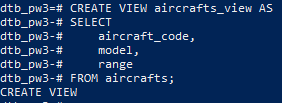 dtb_pw3=# CREATE VIEW aircrafts_view AS
dtb_pw3-# SELECT
dtb_pw3-#     aircraft_code,
dtb_pw3-#     model,
dtb_pw3-#     range
dtb_pw3-# FROM aircrafts;
CREATE VIEW